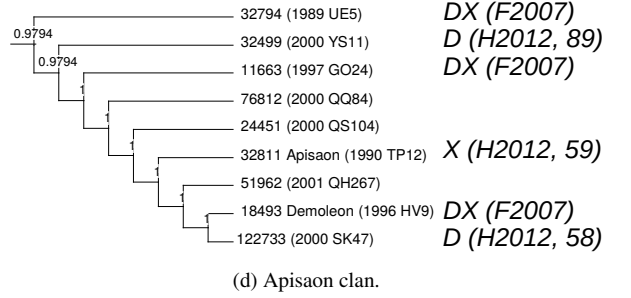 32794 (1989 UE5) DX (F2007)
0.9794
32499 (2000 YS11) D (H2012, 89)
0.9794
11663 (1997 GO24) DX (F2007)
1
76812 (2000 QQ84)
1
24451 (2000 QS104)
1
32811 Apisaon (1990 TP12) X (H2012, 59)
1
51962 (2001 QH267)
1
18493 Demoleon (1996 HV9) DX (F2007)
1
122733 (2000 SK47) D (H2012, 58)
(d) Apisaon clan.